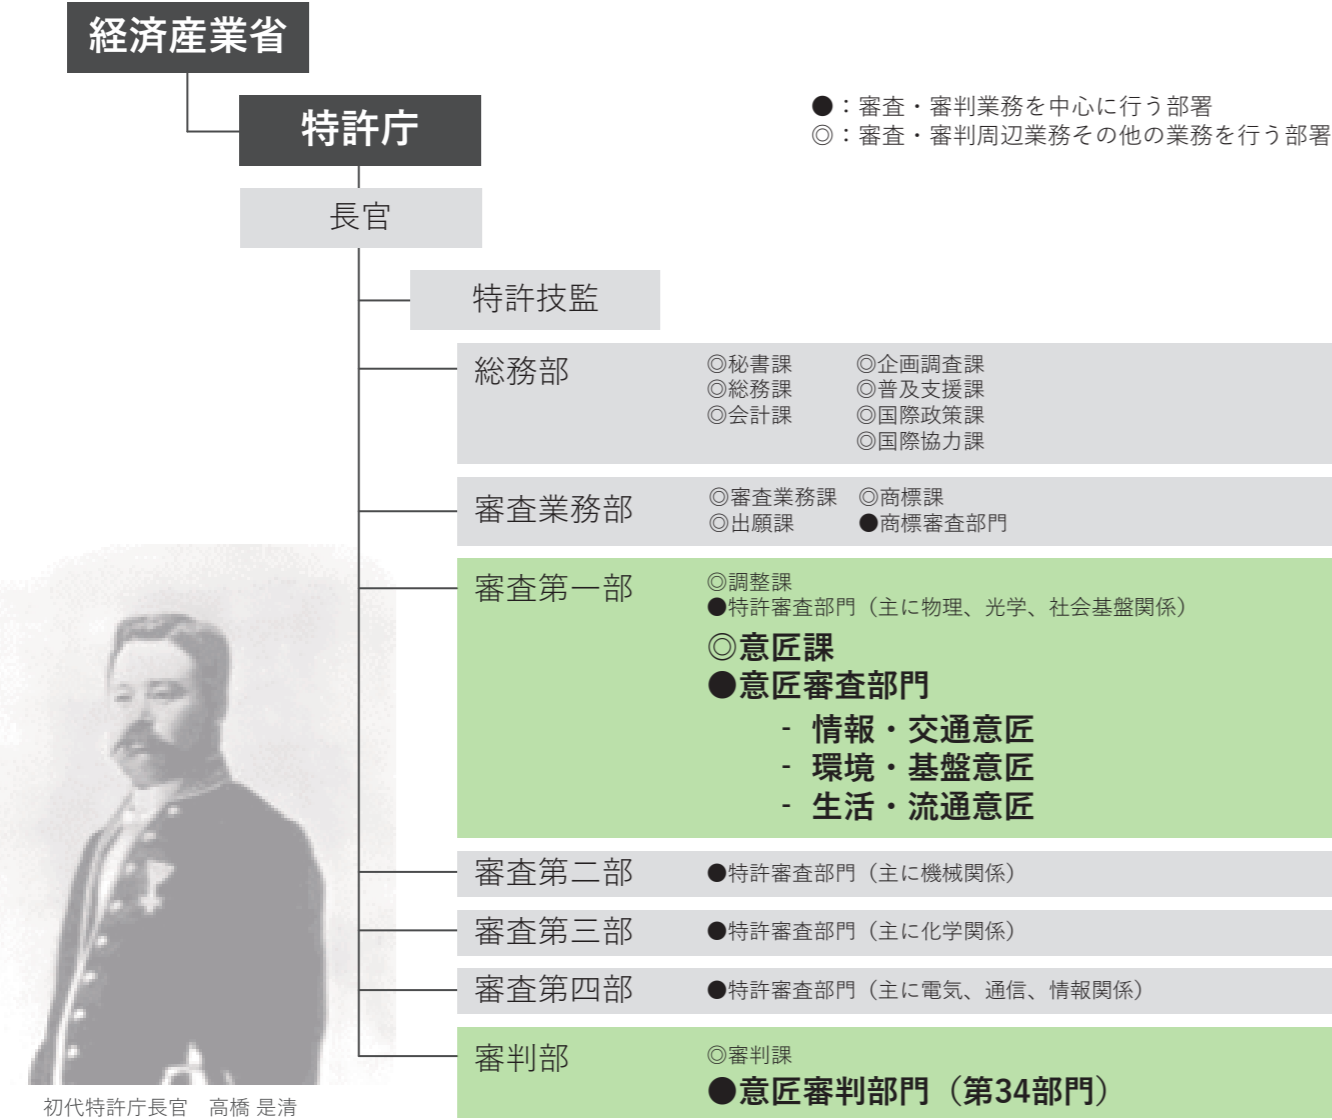 経済産業省
特許庁
●：審査・審判業務を中心に行う部署
◎：審査・審判周辺業務その他の業務を行う部署
長官
特許技監
総務部
◎秘書課 ◎企画調査課
◎総務課 ◎普及支援課
◎会計課 ◎国際政策課
◎国際協力課
審査業務部
◎審査業務課 ◎商標課
◎出願課 ●商標審査部門
審査第一部
◎調整課
●特許審査部門（主に物理、光学、社会基盤関係）
◎意匠課
●意匠審査部門
- 情報・交通意匠
- 環境・基盤意匠
- 生活・流通意匠
審査第二部 ●特許審査部門（主に機械関係）
審査第三部 ●特許審査部門（主に化学関係）
審査第四部 ●特許審査部門（主に電気、通信、情報関係）
審判部
◎審判課
●意匠審判部門（第34部門）
初代特許庁長官　高橋 是清